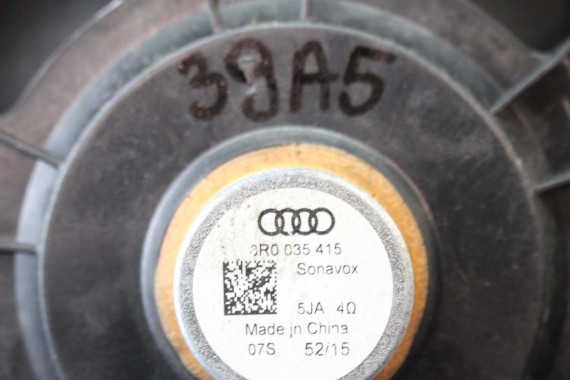 39A5
8R0 035 415
Sonavox
5JA 4Ω
Made in China
07S 52/15